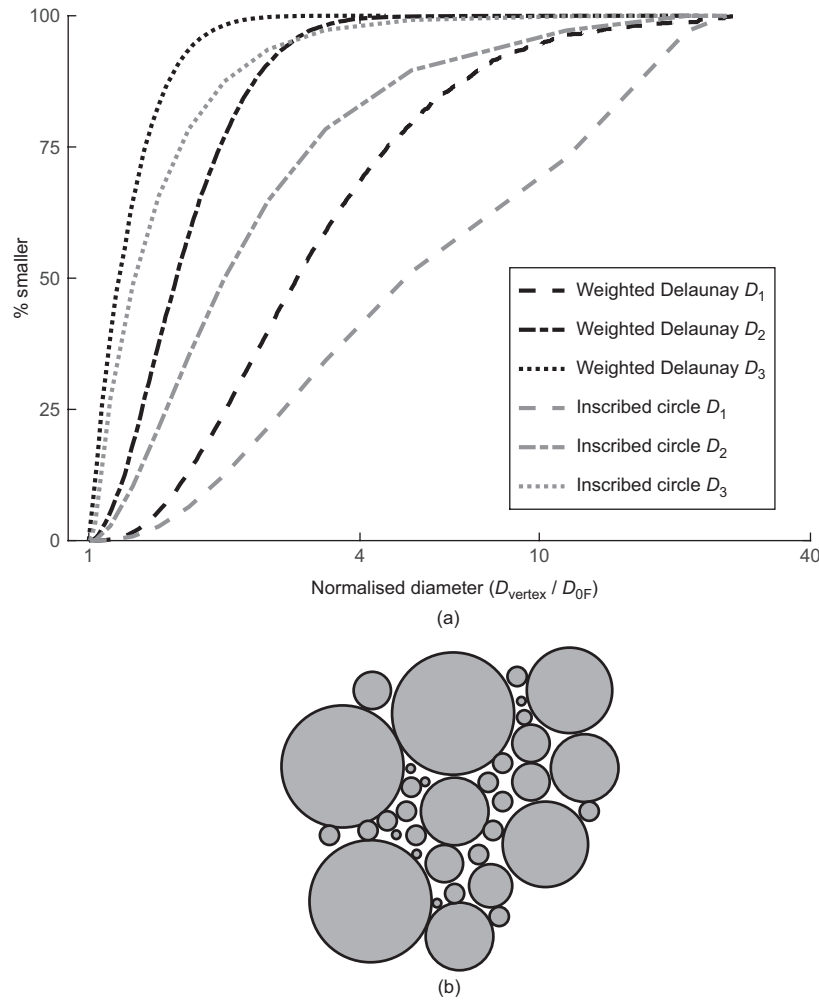 100
75
50
25
0
% smaller
Weighted Delaunay D1
Weighted Delaunay D2
Weighted Delaunay D3
Inscribed circle D1
Inscribed circle D2
Inscribed circle D3
1 4 10 40
Normalised diameter (Dvertex / D0F)
(a)
(b)